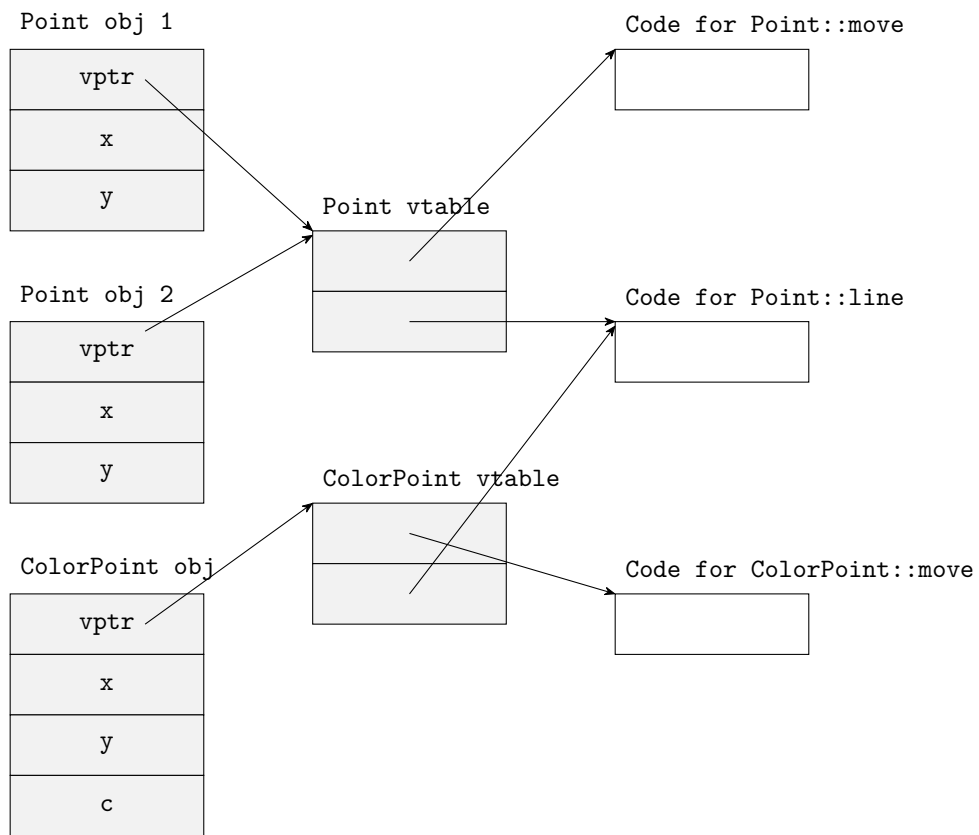 Point obj 1
vptr
x
y
Point obj 2
vptr
x
y
ColorPoint obj
vptr
x
y
c
Point vtable
ColorPoint vtable
Code for Point::move
Code for Point::line
Code for ColorPoint::move